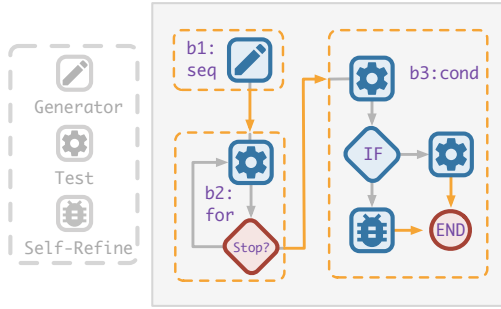 Generator
Test
Self-Refine
b1:
seq
b2:
for
Stop?
b3:cond
IF
END